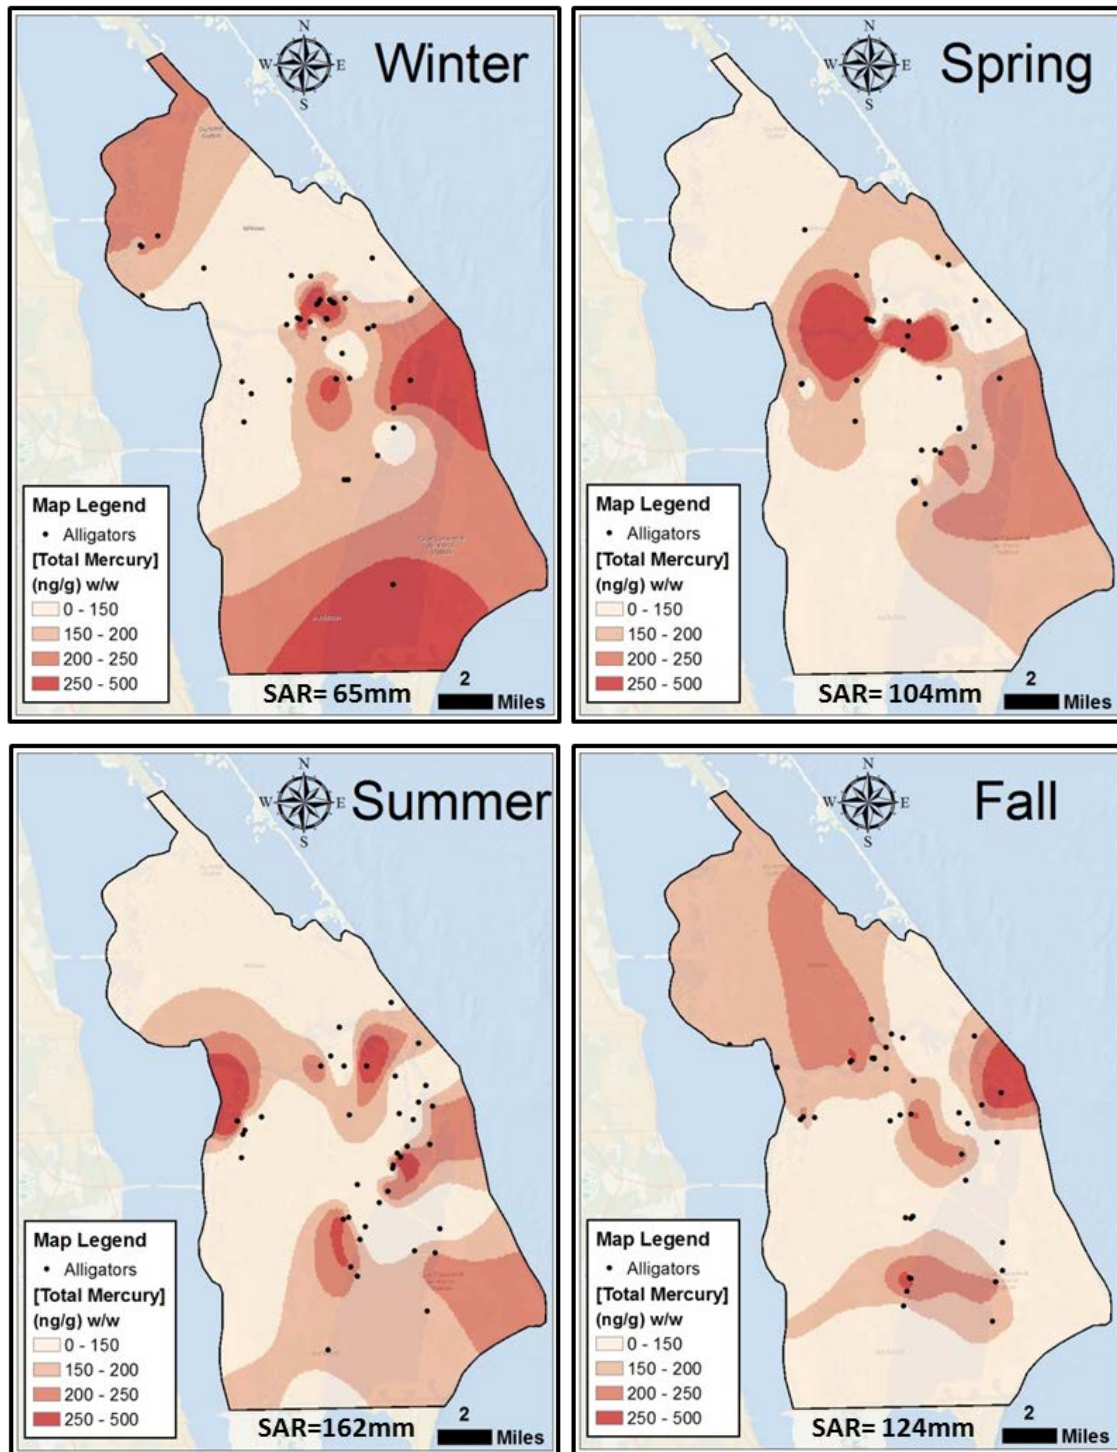 N
W E
S
Winter
Map Legend
Alligators
[Total Mercury]
(ng/g) w/w
0 - 150
150 - 200
200 - 250
250 - 500
SAR= 65mm
2
Miles
N
W E
S
Spring
Map Legend
Alligators
[Total Mercury]
(ng/g) w/w
0 - 150
150 - 200
200 - 250
250 - 500
SAR= 104mm
2
Miles
N
W E
S
Summer
Map Legend
Alligators
[Total Mercury]
(ng/g) w/w
0 - 150
150 - 200
200 - 250
250 - 500
SAR=162mm
2
Miles
N
W E
S
Fall
Map Legend
Alligators
[Total Mercury]
(ng/g) w/w
0 - 150
150 - 200
200 - 250
250 - 500
SAR= 124mm
2
Miles